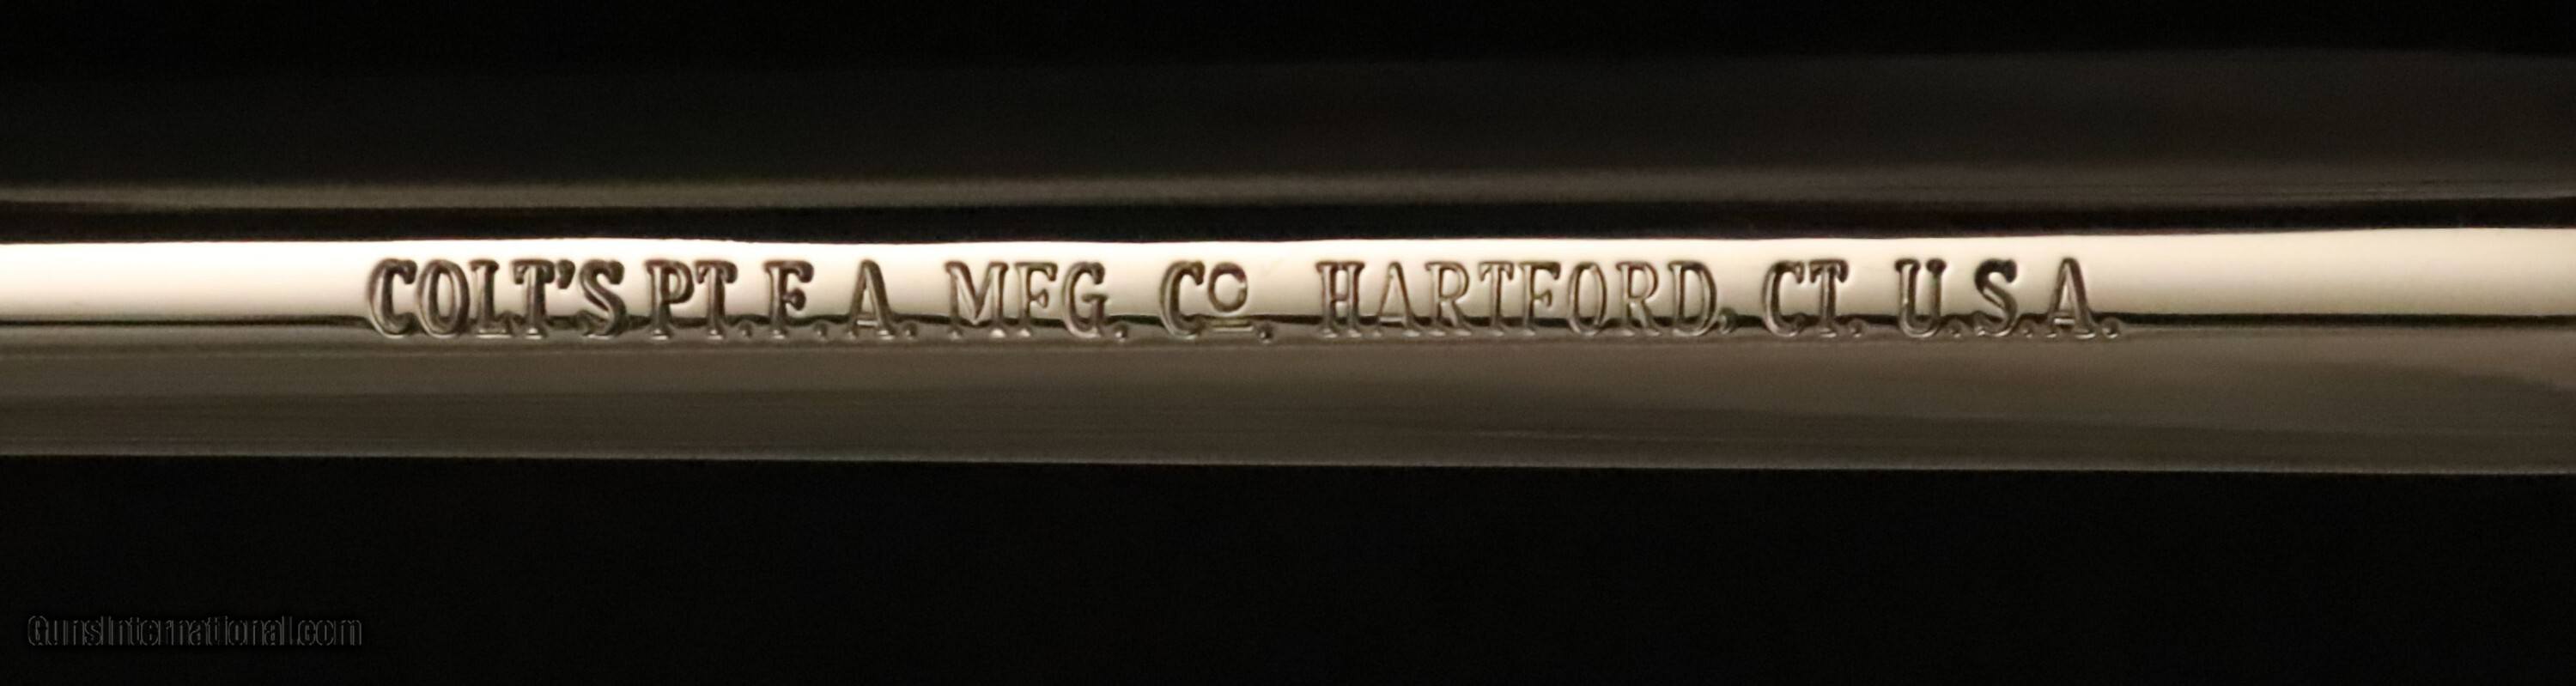 COLT'S PT. F. A. MFG. Cº. HARTFORD, CT. U.S.A.
GunsInternational.com